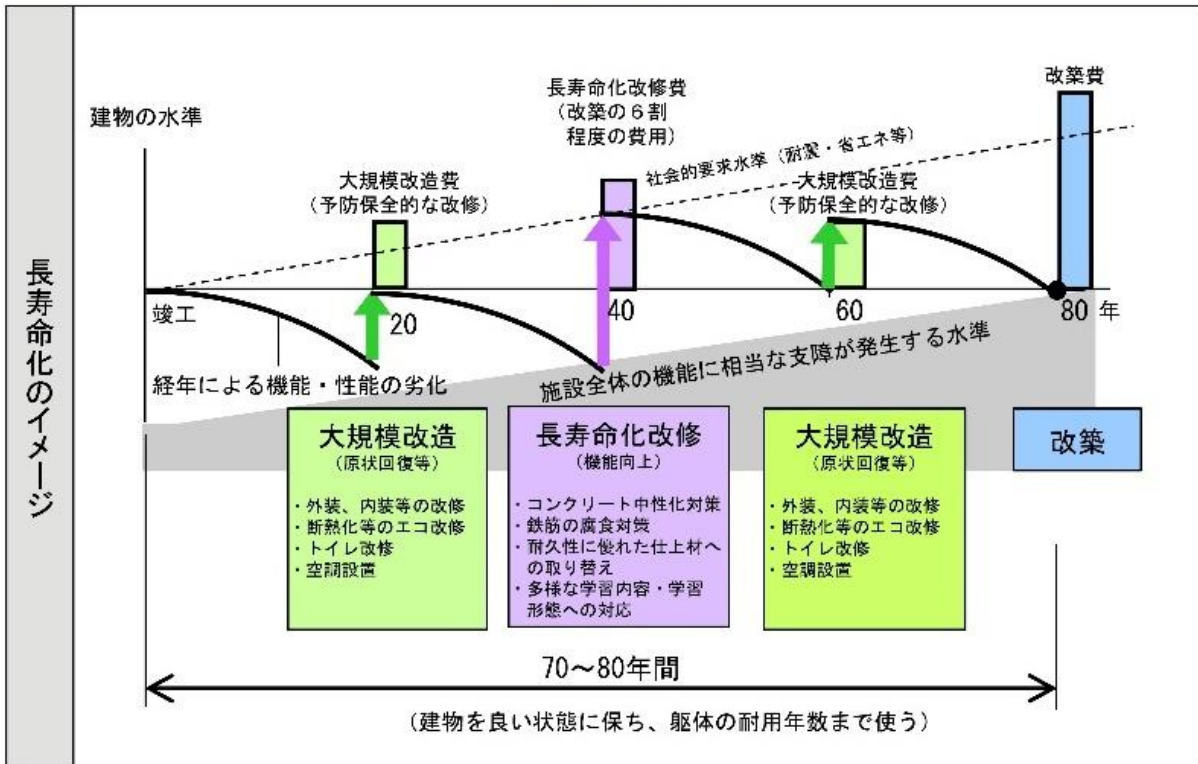 長寿命化のイメージ
建物の水準
長寿命化改修費
(改築の6割
程度の費用)
改築費
社会的要求水準(耐震・省エネ等)
大規模改造費
(予防保全的な改修)
大規模改造費
(予防保全的な改修)
竣工
20
40
60
80 年
経年による機能・性能の劣化
施設全体の機能に相当な支障が発生する水準
大規模改造
(原状回復等)
・外装、内装等の改修
・断熱化等のエコ改修
・トイレ改修
・空調設置
長寿命化改修
(機能向上)
・コンクリート中性化対策
・鉄筋の腐食対策
・耐久性に優れた仕上材へ
の取り替え
・多様な学習内容・学習
形態への対応
大規模改造
(原状回復等)
・外装、内装等の改修
・断熱化等のエコ改修
・トイレ改修
・空調設置
改築
70~80年間
(建物を良い状態に保ち、躯体の耐用年数まで使う)